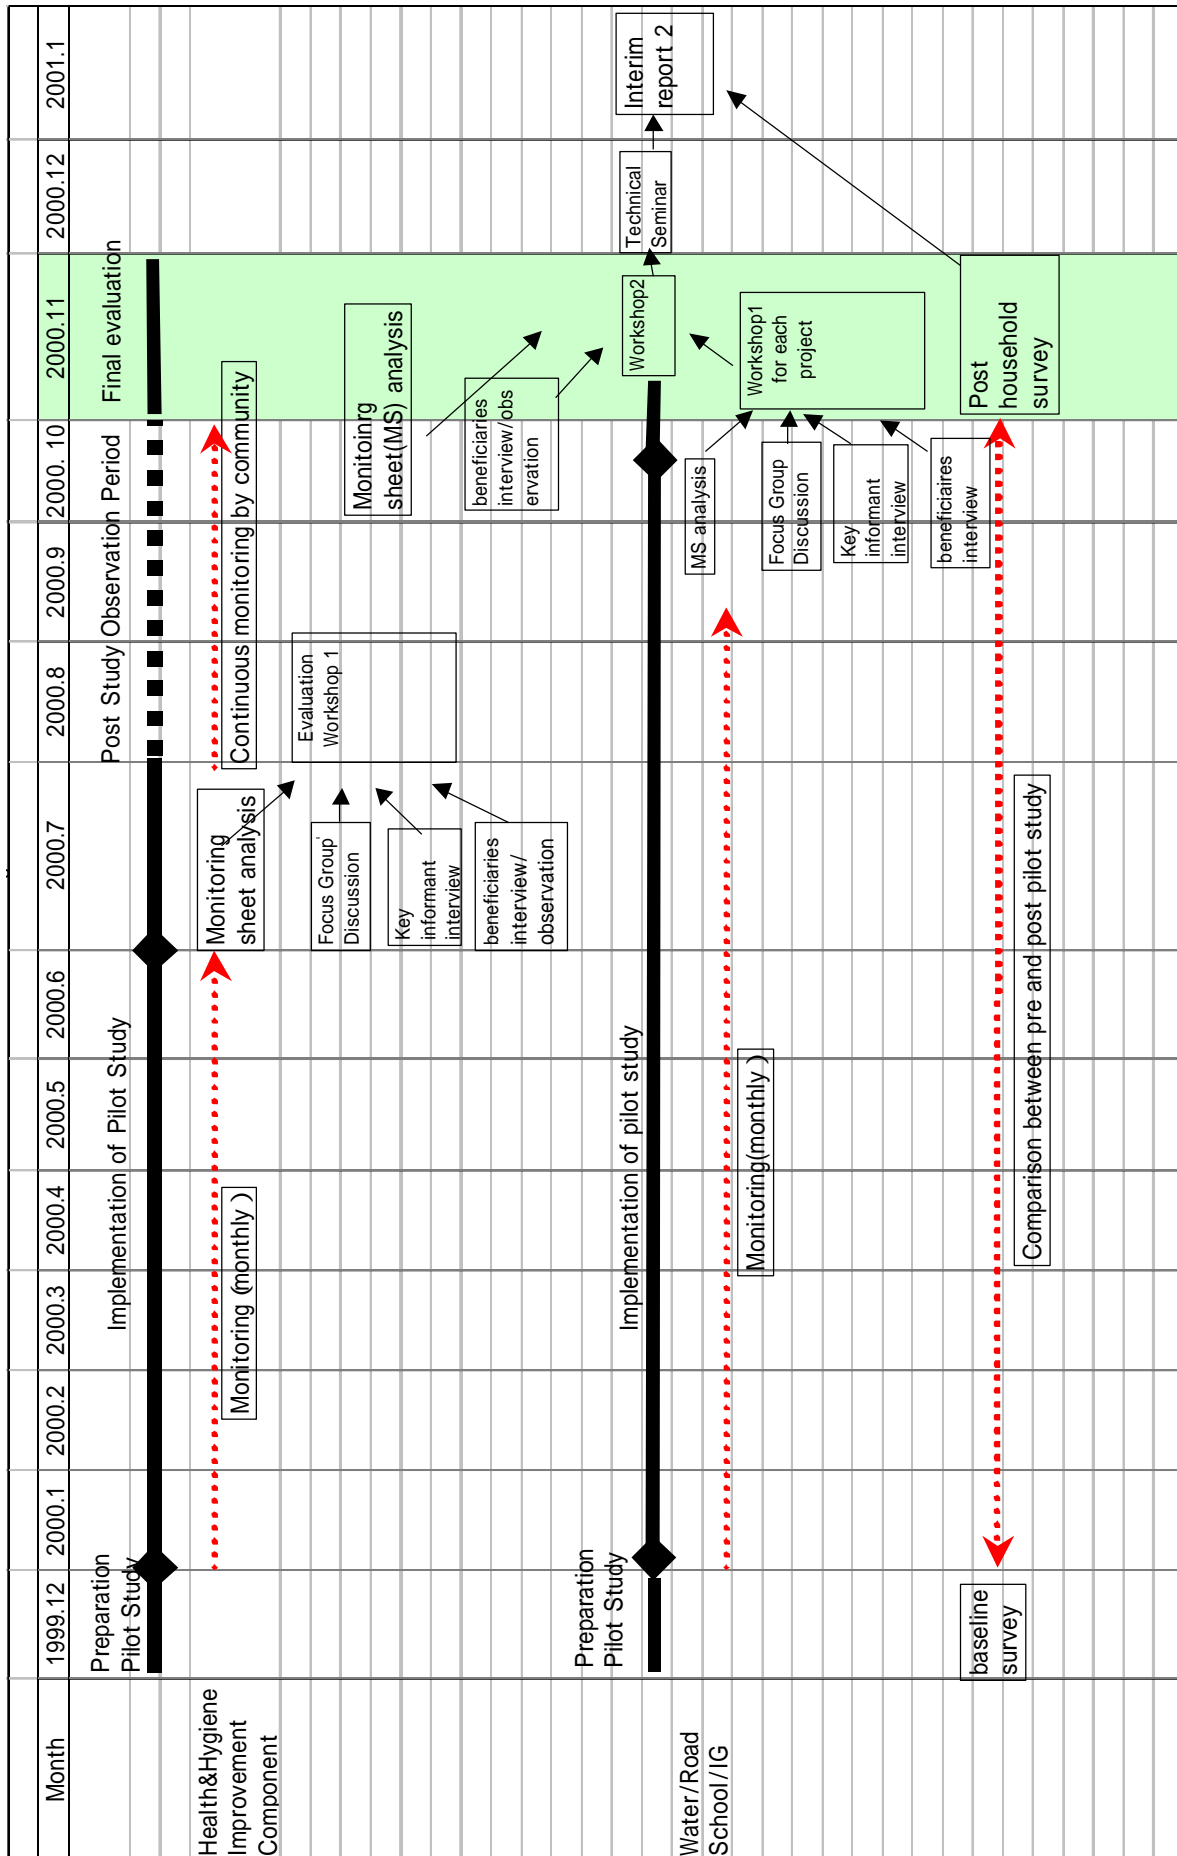 Month
1999.12
2000.1
2000.2
2000.3
2000.4
2000.5
2000.6
2000.7
2000.8
2000.9
2000. 10
2000.11
2000.12
2001.1
Preparation
Pilot Study
Implementation of Pilot Study
Post Study Observation Period
Final evaluation
Health&Hygiene
Improvement
Component
Monitoring (monthly )
Monitoring
sheet analysis
Continuous monitoring by community
Focus Group
Discussion
Key
informant
interview
beneficiaries
interview/
observation
Evaluation
Workshop 1
Monitoinrg
sheet(MS) analysis
beneficiaries
interview/obs
ervation
Preparation
Pilot Study
Implementation of pilot study
Workshop2
Technical
Seminar
Interim
report 2
Water/Road
School/IG
Monitoring(monthly )
MS analysis
Focus Group
Discussion
Key
informant
interview
beneficiaires
interview
Workshop1
for each
project
baseline
survey
Comparison between pre and post pilot study
Post
household
survey